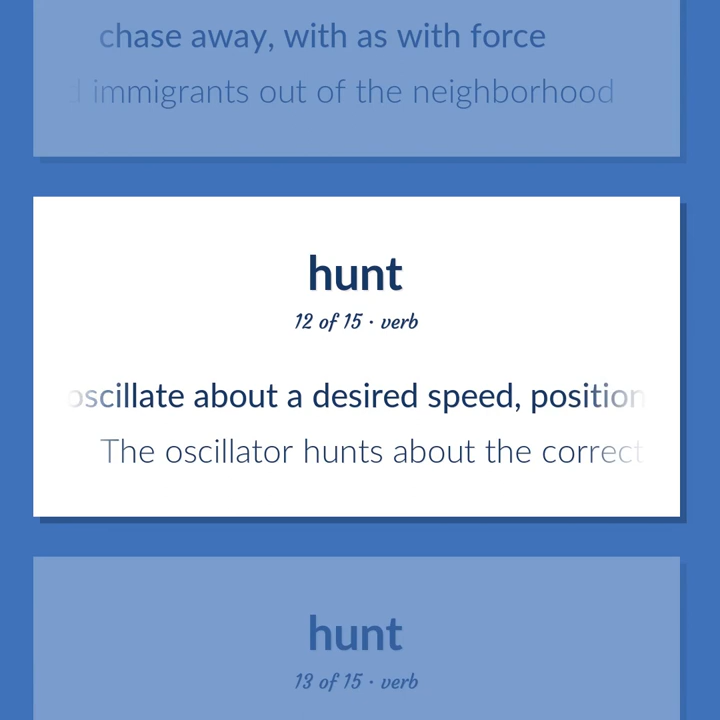 chase away, with as with force
immigrants out of the neighborhood
hunt
12 of 15 · verb
oscillate about a desired speed, position
The oscillator hunts about the correct
hunt
13 of 15 · verb